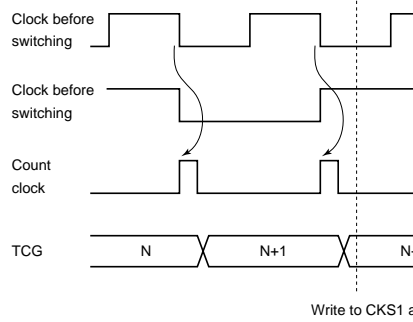 Clock before
switching
Clock before
switching
Count
clock
TCG
N
N+1
Write to CKS1